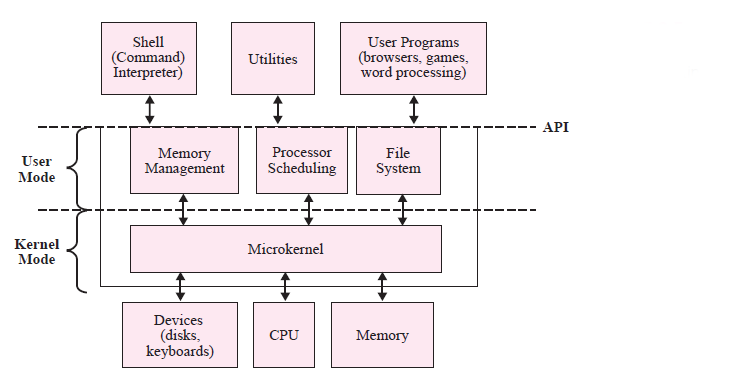 Shell
(Command)
Interpreter)
Utilities
User Programs
(browsers, games,
word processing)
API
User
Mode
Memory
Management
Processor
Scheduling
File
System
Kernel
Mode
Microkernel
Devices
(disks,
keyboards)
CPU
Memory